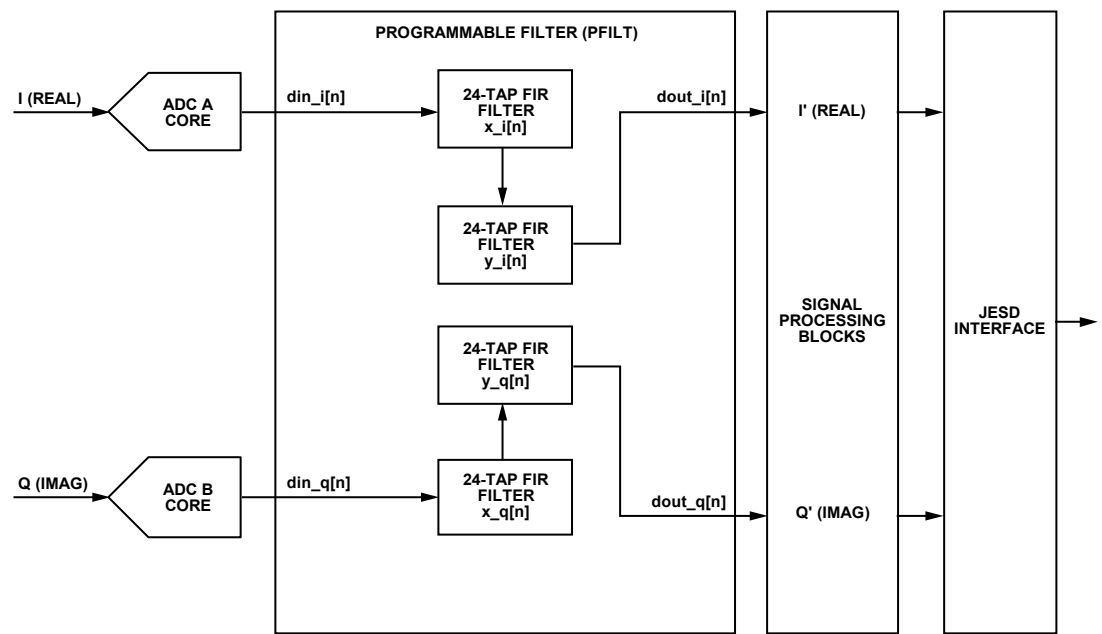 PROGRAMMABLE FILTER (PFILT)
I (REAL)
ADC A
CORE
din_i[n]
24-TAP FIR
FILTER
x_i[n]
dout_i[n]
I' (REAL)
24-TAP FIR
FILTER
y_i[n]
SIGNAL
PROCESSING
BLOCKS
JESD
INTERFACE
24-TAP FIR
FILTER
y_q[n]
Q (IMAG)
ADC B
CORE
din_q[n]
24-TAP FIR
FILTER
x_q[n]
dout_q[n]
Q' (IMAG)